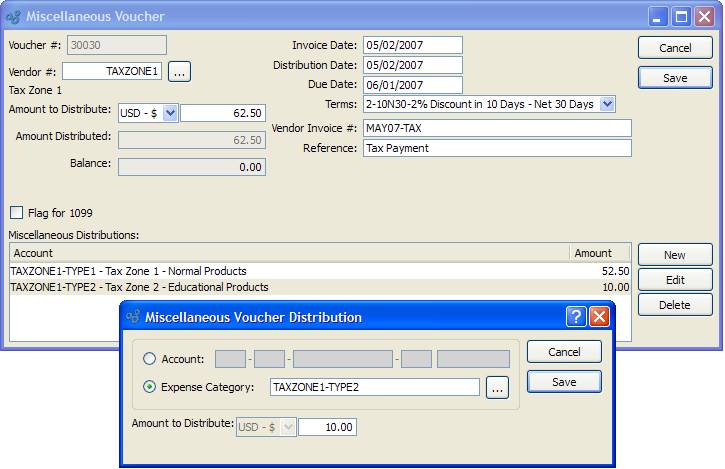 Miscellaneous Voucher
Voucher #: 30030
Vendor #: TAXZONE1 ...
Tax Zone 1
Amount to Distribute: USD - $ 62.50
Amount Distributed: 62.50
Balance: 0.00
Invoice Date: 05/02/2007
Distribution Date: 05/02/2007
Due Date: 06/01/2007
Terms: 2-10N30-2% Discount in 10 Days - Net 30 Days
Vendor Invoice #: MAY07-TAX
Reference: Tax Payment
Cancel
Save
Flag for 1099
Miscellaneous Distributions:
Account Amount
TAXZONE1-TYPE1 - Tax Zone 1 - Normal Products 52.50
TAXZONE1-TYPE2 - Tax Zone 2 - Educational Products 10.00
New
Edit
Delete
Miscellaneous Voucher Distribution
?
Account: - - - 
Expense Category: TAXZONE1-TYPE2 ...
Amount to Distribute: USD - $ 10.00
Cancel
Save